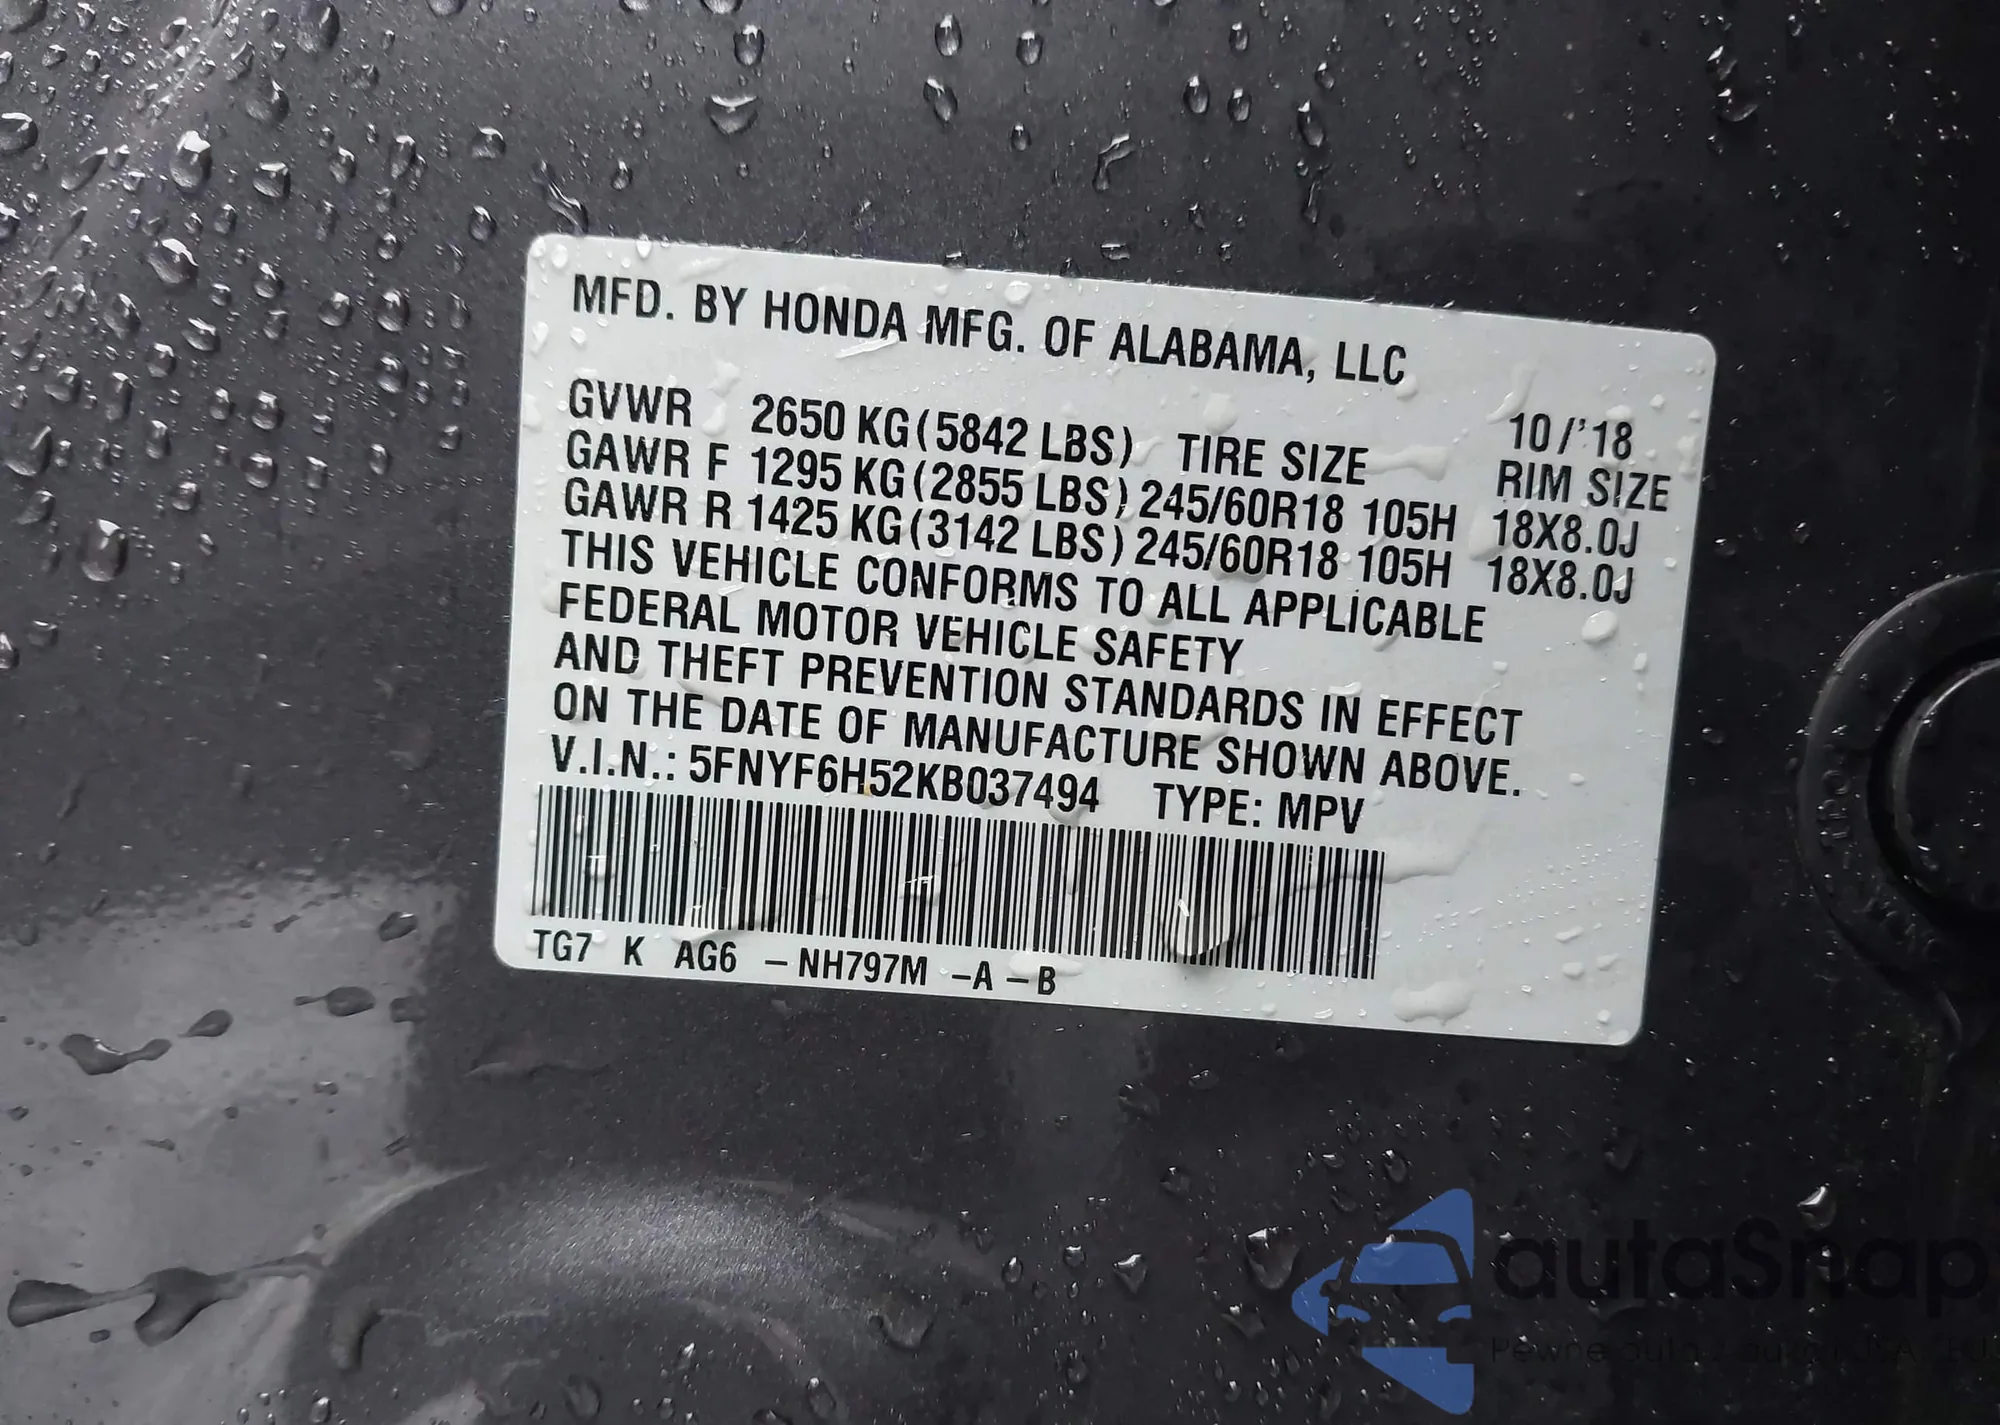 MFD. BY HONDA MFG. OF ALABAMA, LLC
10/'18
GVWR 2650 KG (5842 LBS) TIRE SIZE RIM SIZE
GAWR F 1295 KG (2855 LBS) 245/60R18 105H 18X8.0J
GAWR R 1425 KG (3142 LBS) 245/60R18 105H 18X8.0J
THIS VEHICLE CONFORMS TO ALL APPLICABLE
FEDERAL MOTOR VEHICLE SAFETY
AND THEFT PREVENTION STANDARDS IN EFFECT
ON THE DATE OF MANUFACTURE SHOWN ABOVE.
V.I.N.: 5FNYF6H52KB037494 TYPE: MPV
TG7 K AG6 – NH797M – A – B
autaSnap
Pewne auta z